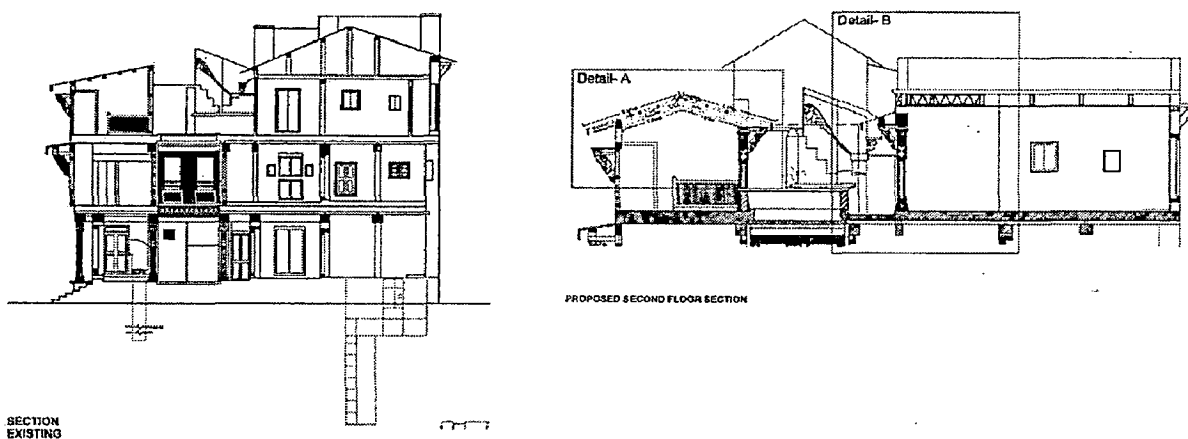 Detail- A
Detail- B
PROPOSED SECOND FLOOR SECTION
SECTION
EXISTING